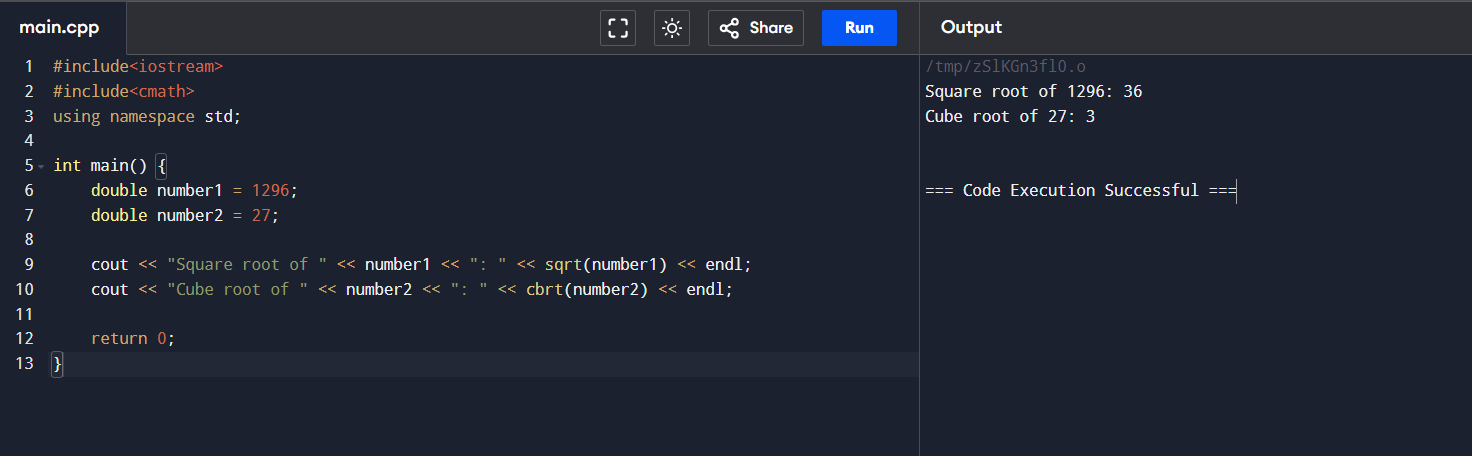 main.cpp
Share
Run
Output
1 #include<iostream>
2 #include<cmath>
3 using namespace std;
4
5 int main() {
6     double number1 = 1296;
7     double number2 = 27;
8
9     cout << "Square root of " << number1 << ": " << sqrt(number1) << endl;
10     cout << "Cube root of " << number2 << ": " << cbrt(number2) << endl;
11
12     return 0;
13 }
/tmp/zSlKGn3fl0.o
Square root of 1296: 36
Cube root of 27: 3
=== Code Execution Successful ===